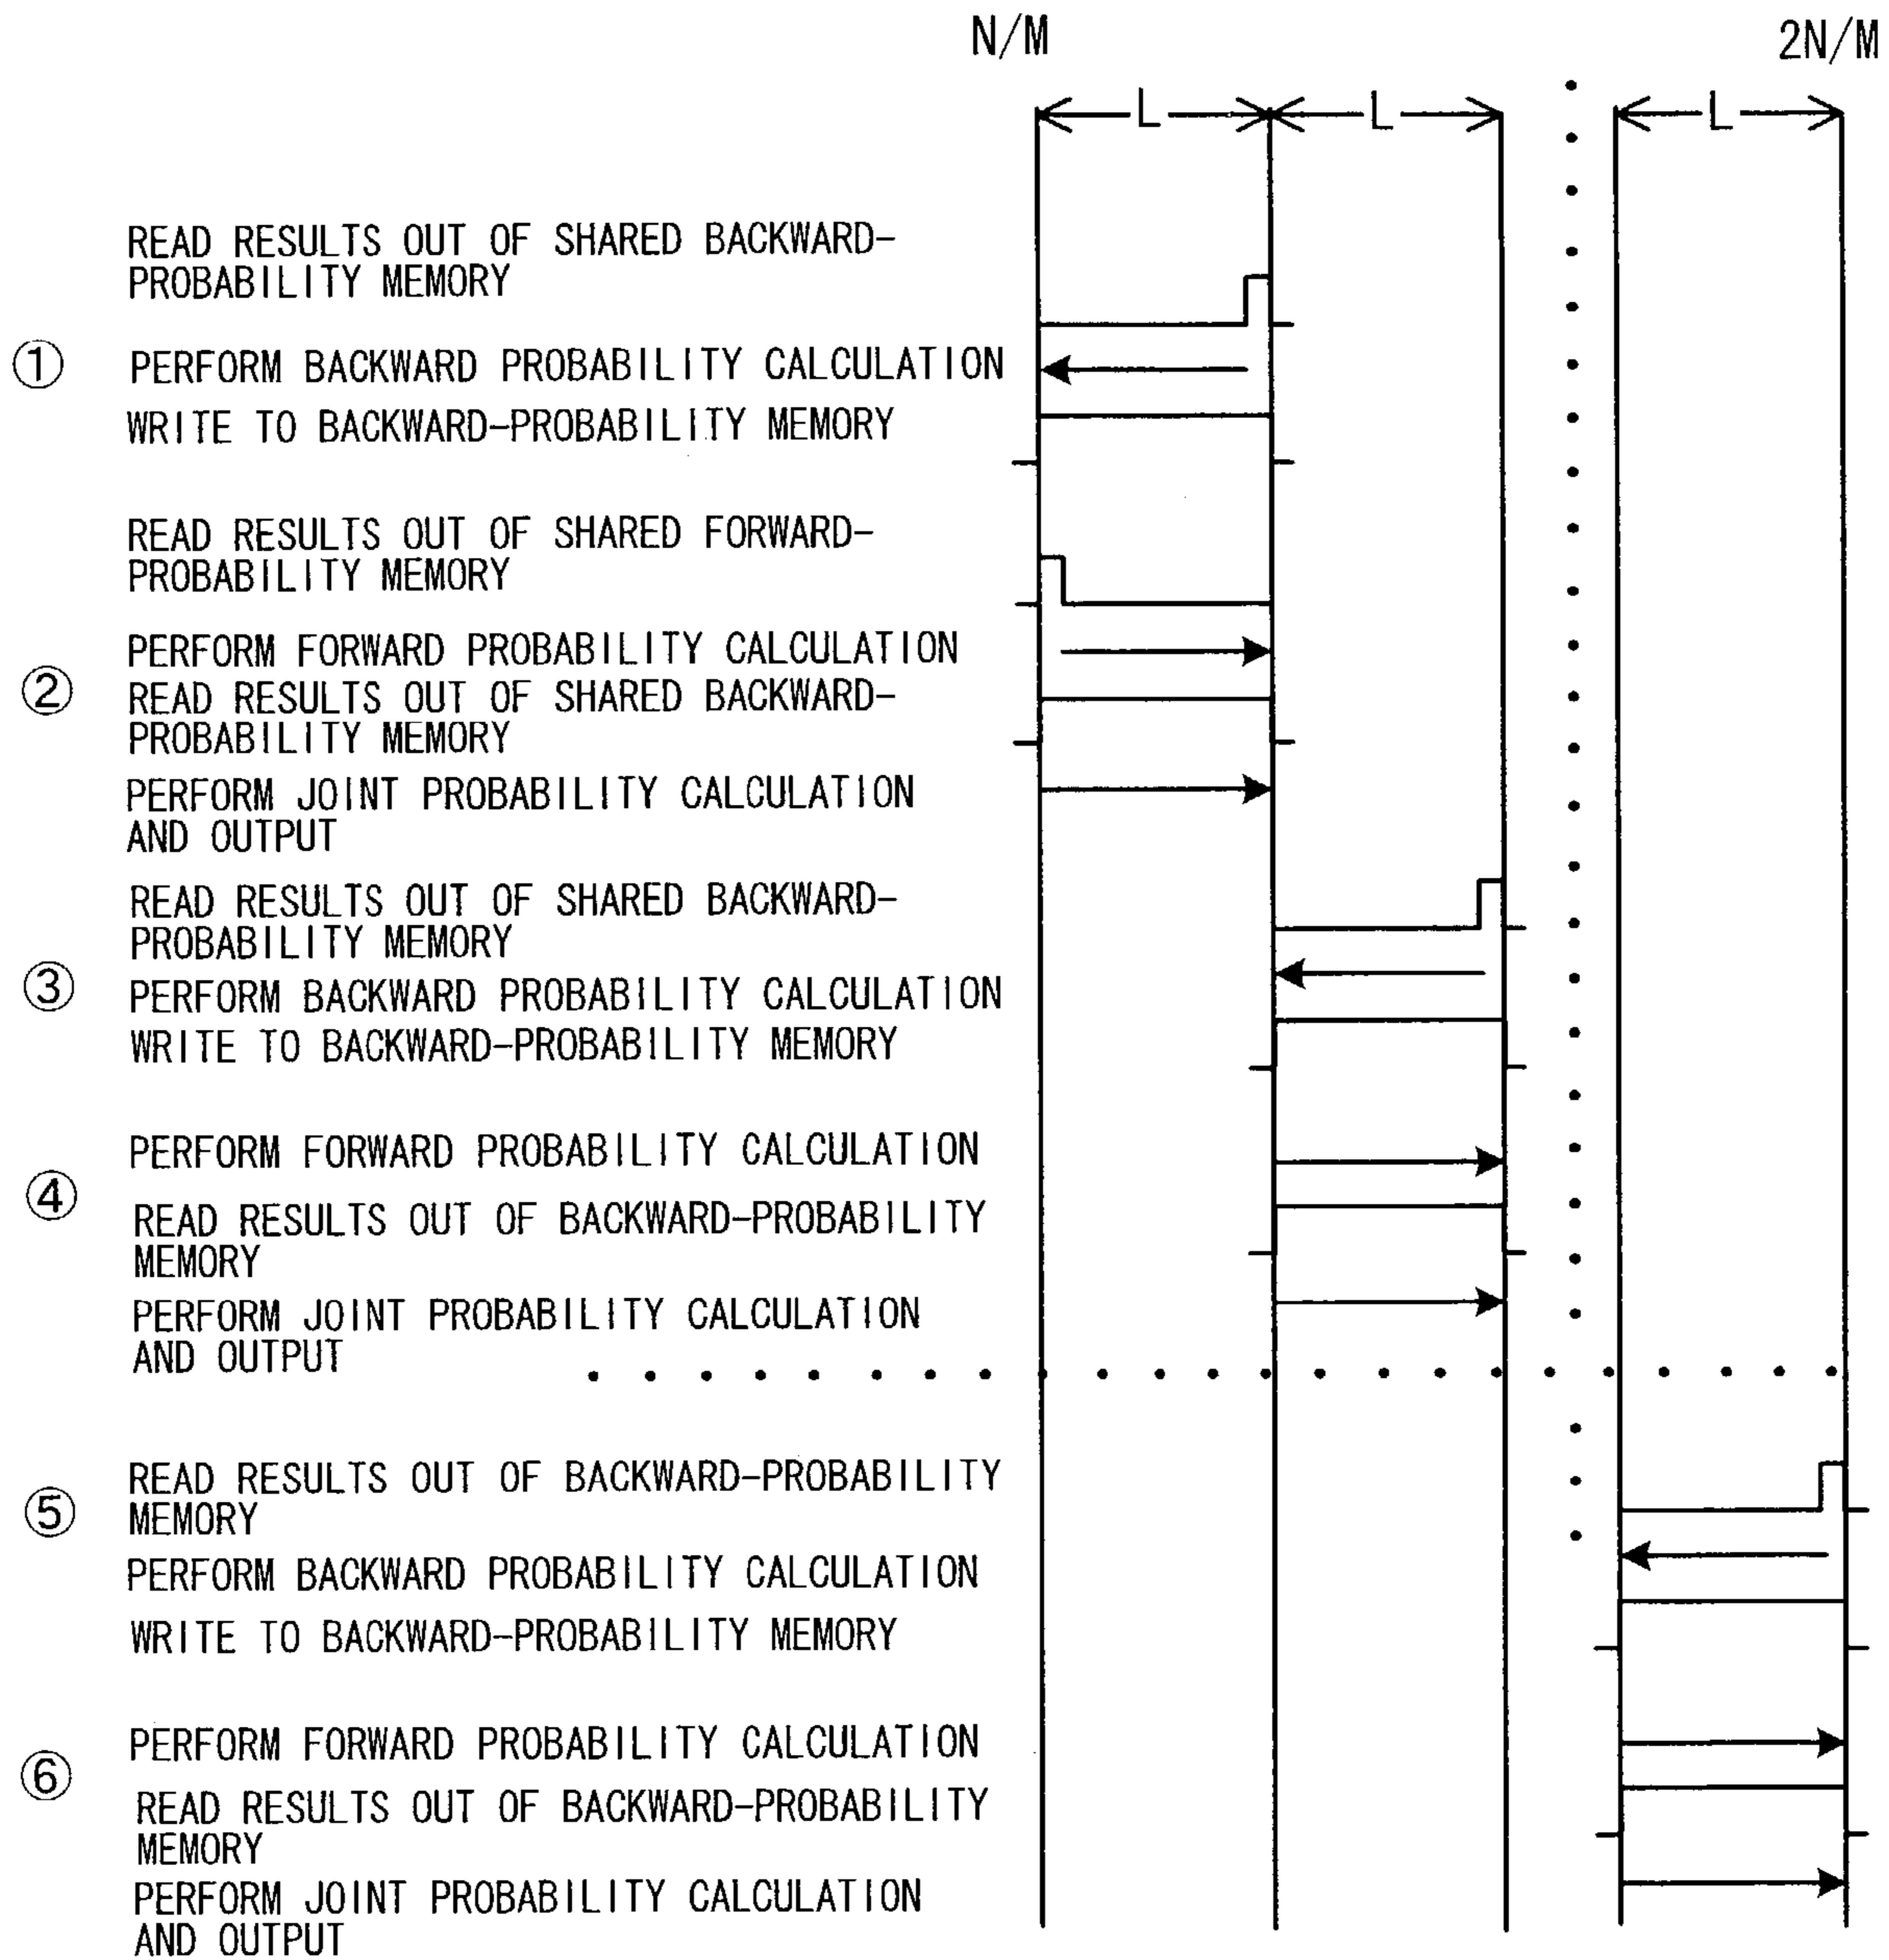 N/M 2N/M
L L L
READ RESULTS OUT OF SHARED BACKWARD-
PROBABILITY MEMORY
① PERFORM BACKWARD PROBABILITY CALCULATION
WRITE TO BACKWARD-PROBABILITY MEMORY
READ RESULTS OUT OF SHARED FORWARD-
PROBABILITY MEMORY
PERFORM FORWARD PROBABILITY CALCULATION
② READ RESULTS OUT OF SHARED BACKWARD-
PROBABILITY MEMORY
PERFORM JOINT PROBABILITY CALCULATION
AND OUTPUT
READ RESULTS OUT OF SHARED BACKWARD-
PROBABILITY MEMORY
③ PERFORM BACKWARD PROBABILITY CALCULATION
WRITE TO BACKWARD-PROBABILITY MEMORY
PERFORM FORWARD PROBABILITY CALCULATION
④ READ RESULTS OUT OF BACKWARD-PROBABILITY
MEMORY
PERFORM JOINT PROBABILITY CALCULATION
AND OUTPUT
READ RESULTS OUT OF BACKWARD-PROBABILITY
⑤ MEMORY
PERFORM BACKWARD PROBABILITY CALCULATION
WRITE TO BACKWARD-PROBABILITY MEMORY
PERFORM FORWARD PROBABILITY CALCULATION
⑥ READ RESULTS OUT OF BACKWARD-PROBABILITY
MEMORY
PERFORM JOINT PROBABILITY CALCULATION
AND OUTPUT